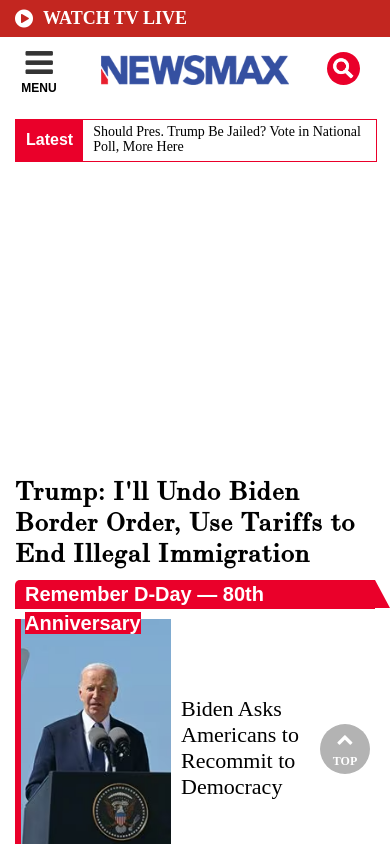 WATCH TV LIVE
MENU
NEWSMAX
Latest
Should Pres. Trump Be Jailed? Vote in National
Poll, More Here
Trump: I'll Undo Biden
Border Order, Use Tariffs to
End Illegal Immigration
Remember D-Day — 80th
Anniversary
Biden Asks
Americans to
Recommit to
Democracy
TOP